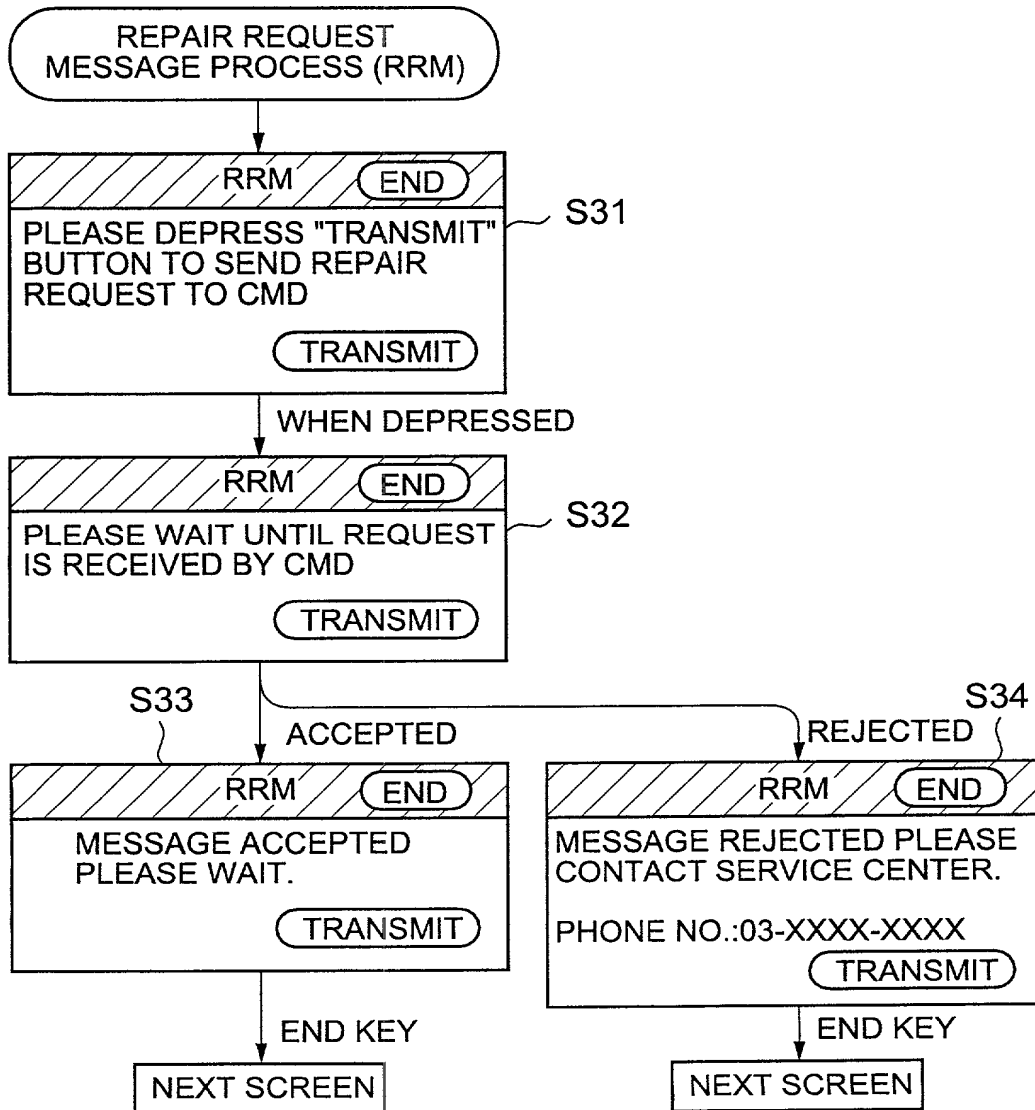 REPAIR REQUEST
MESSAGE PROCESS (RRM)
RRM
END
S31
PLEASE DEPRESS "TRANSMIT"
BUTTON TO SEND REPAIR
REQUEST TO CMD
TRANSMIT
WHEN DEPRESSED
RRM
END
S32
PLEASE WAIT UNTIL REQUEST
IS RECEIVED BY CMD
TRANSMIT
S33
ACCEPTED
RRM
END
MESSAGE ACCEPTED
PLEASE WAIT.
TRANSMIT
END KEY
NEXT SCREEN
S34
REJECTED
RRM
END
MESSAGE REJECTED PLEASE
CONTACT SERVICE CENTER.
PHONE NO.:03-XXXX-XXXX
TRANSMIT
END KEY
NEXT SCREEN